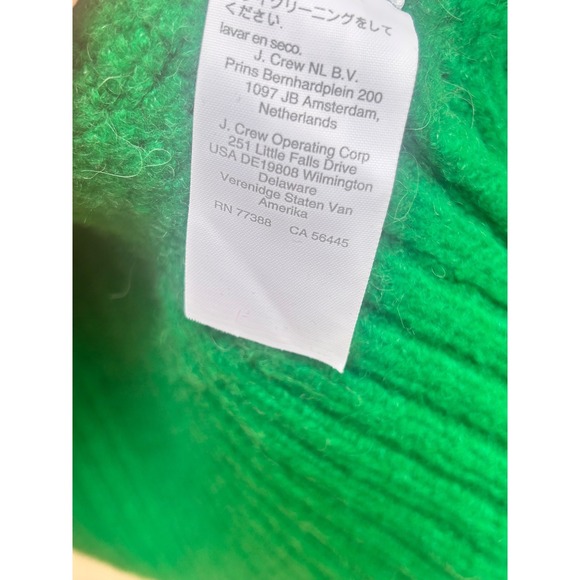 イクリーニングをして
ください.
lavar en seco.
J. Crew NL B.V.
Prins Bernhardplein 200
1097 JB Amsterdam,
Netherlands
J. Crew Operating Corp
251 Little Falls Drive
USA DE19808 Wilmington
Delaware
Verenidge Staten Van
Amerika
RN 77388 CA 56445